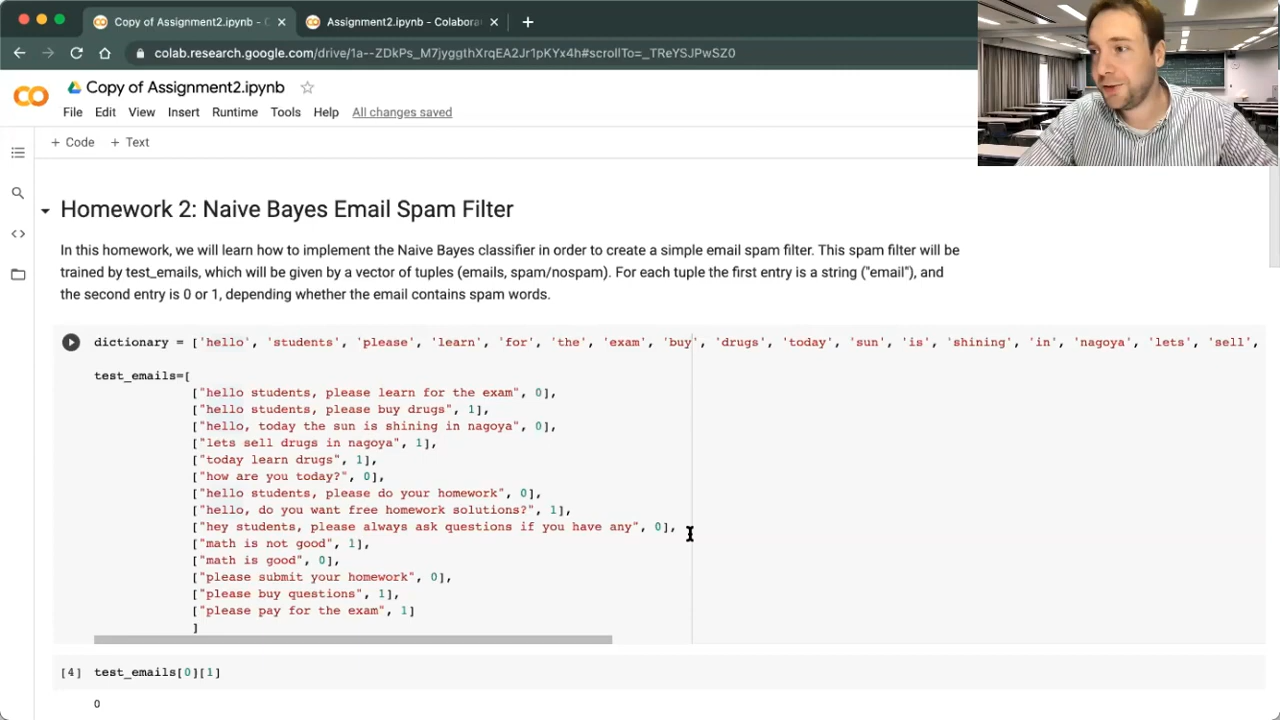 Copy of Assignment2.ipynb - C
Assignment2.ipynb - Colabora
colab.research.google.com/drive/1a--ZDkPs_M7jyggthXrqEA2Jr1pKYx4h#scrollTo=_TReYSJPwSZ0
Copy of Assignment2.ipynb
File Edit View Insert Runtime Tools Help All changes saved
+ Code + Text
Homework 2: Naive Bayes Email Spam Filter
In this homework, we will learn how to implement the Naive Bayes classifier in order to create a simple email spam filter. This spam filter will be
trained by test_emails, which will be given by a vector of tuples (emails, spam/nospam). For each tuple the first entry is a string ("email"), and
the second entry is 0 or 1, depending whether the email contains spam words.
dictionary = ['hello', 'students', 'please', 'learn', 'for', 'the', 'exam', 'buy', 'drugs', 'today', 'sun', 'is', 'shining', 'in', 'nagoya', 'lets', 'sell',
test_emails=[
["hello students, please learn for the exam", 0],
["hello students, please buy drugs", 1],
["hello, today the sun is shining in nagoya", 0],
["lets sell drugs in nagoya", 1],
["today learn drugs", 1],
["how are you today?", 0],
["hello students, please do your homework", 0],
["hello, do you want free homework solutions?", 1],
["hey students, please always ask questions if you have any", 0],
["math is not good", 1],
["math is good", 0],
["please submit your homework", 0],
["please buy questions", 1],
["please pay for the exam", 1]
]
[4] test_emails[0][1]
0